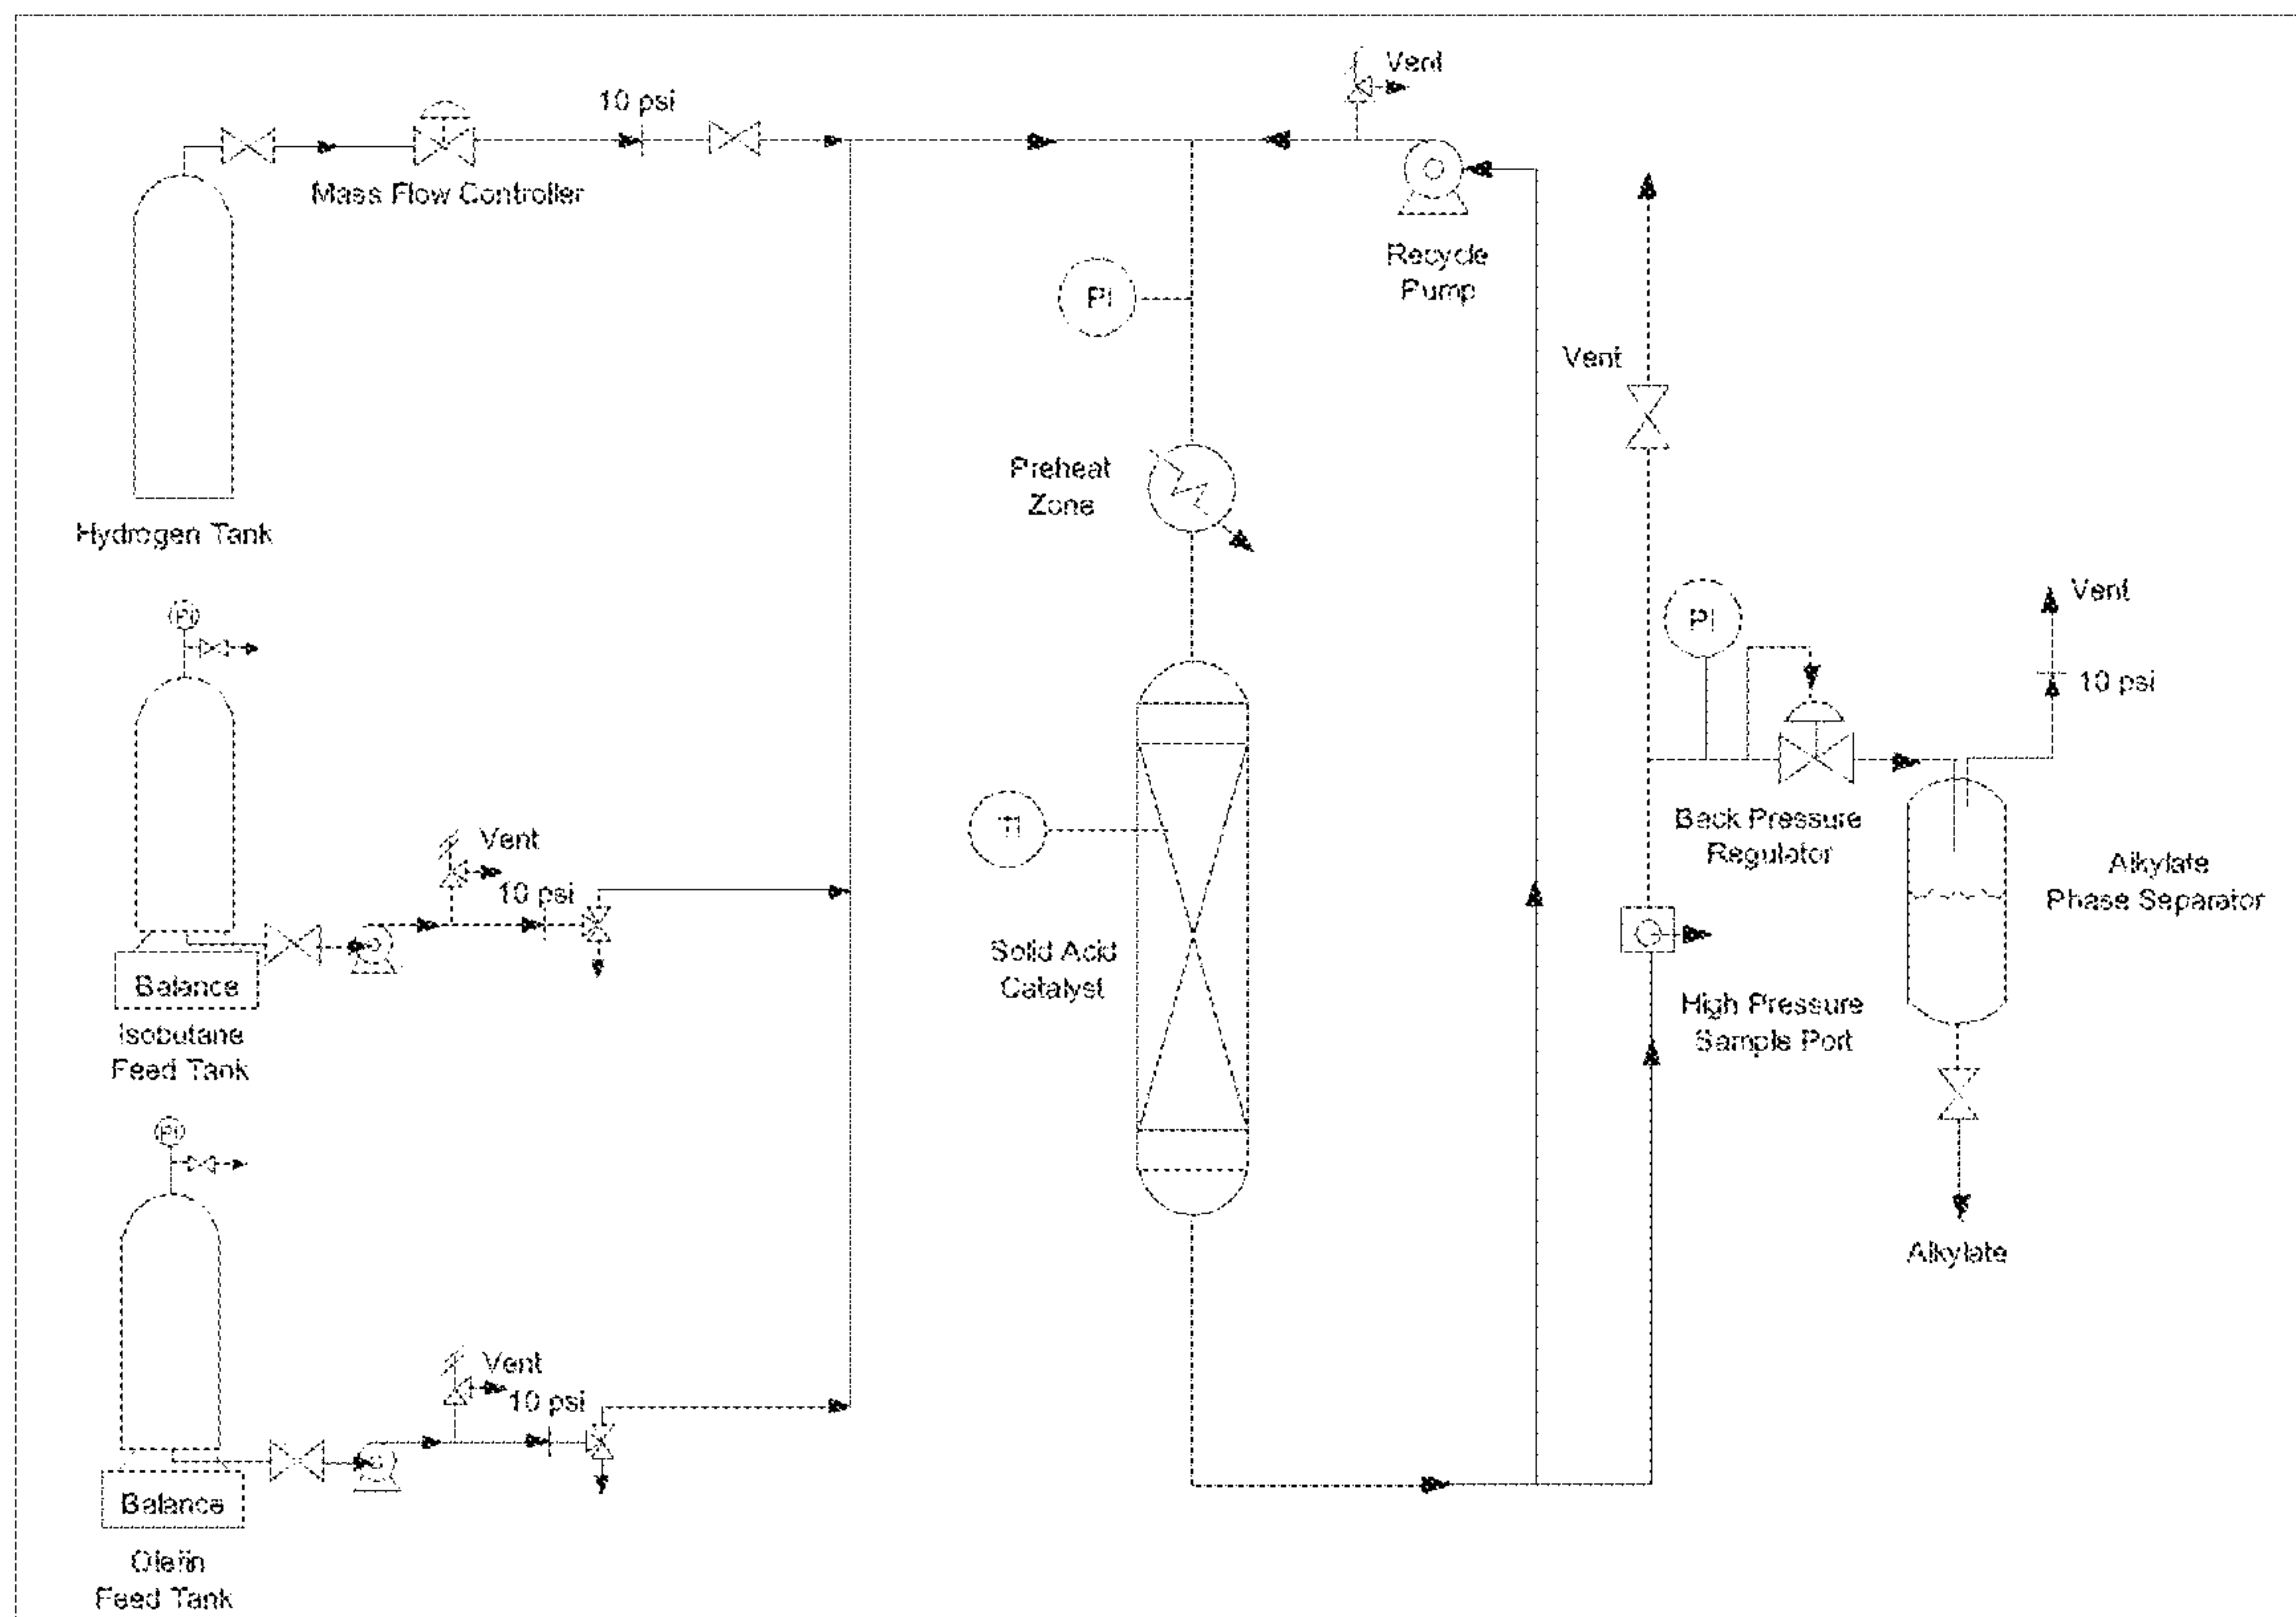 Vent
10 psi
Mass Flow Controller
Recycle
Pump
PI
Vent
Preheat
Zone
Hydrogen Tank
PI
PI
Vent
10 psi
Vent
10 psi
TI
Back Pressure
Regulator
Alkylate
Phase Separator
Solid Acid
Catalyst
Balance
Isobutane
Feed Tank
High Pressure
Sample Port
PI
Vent
10 psi
Alkylate
Balance
Olefin
Feed Tank